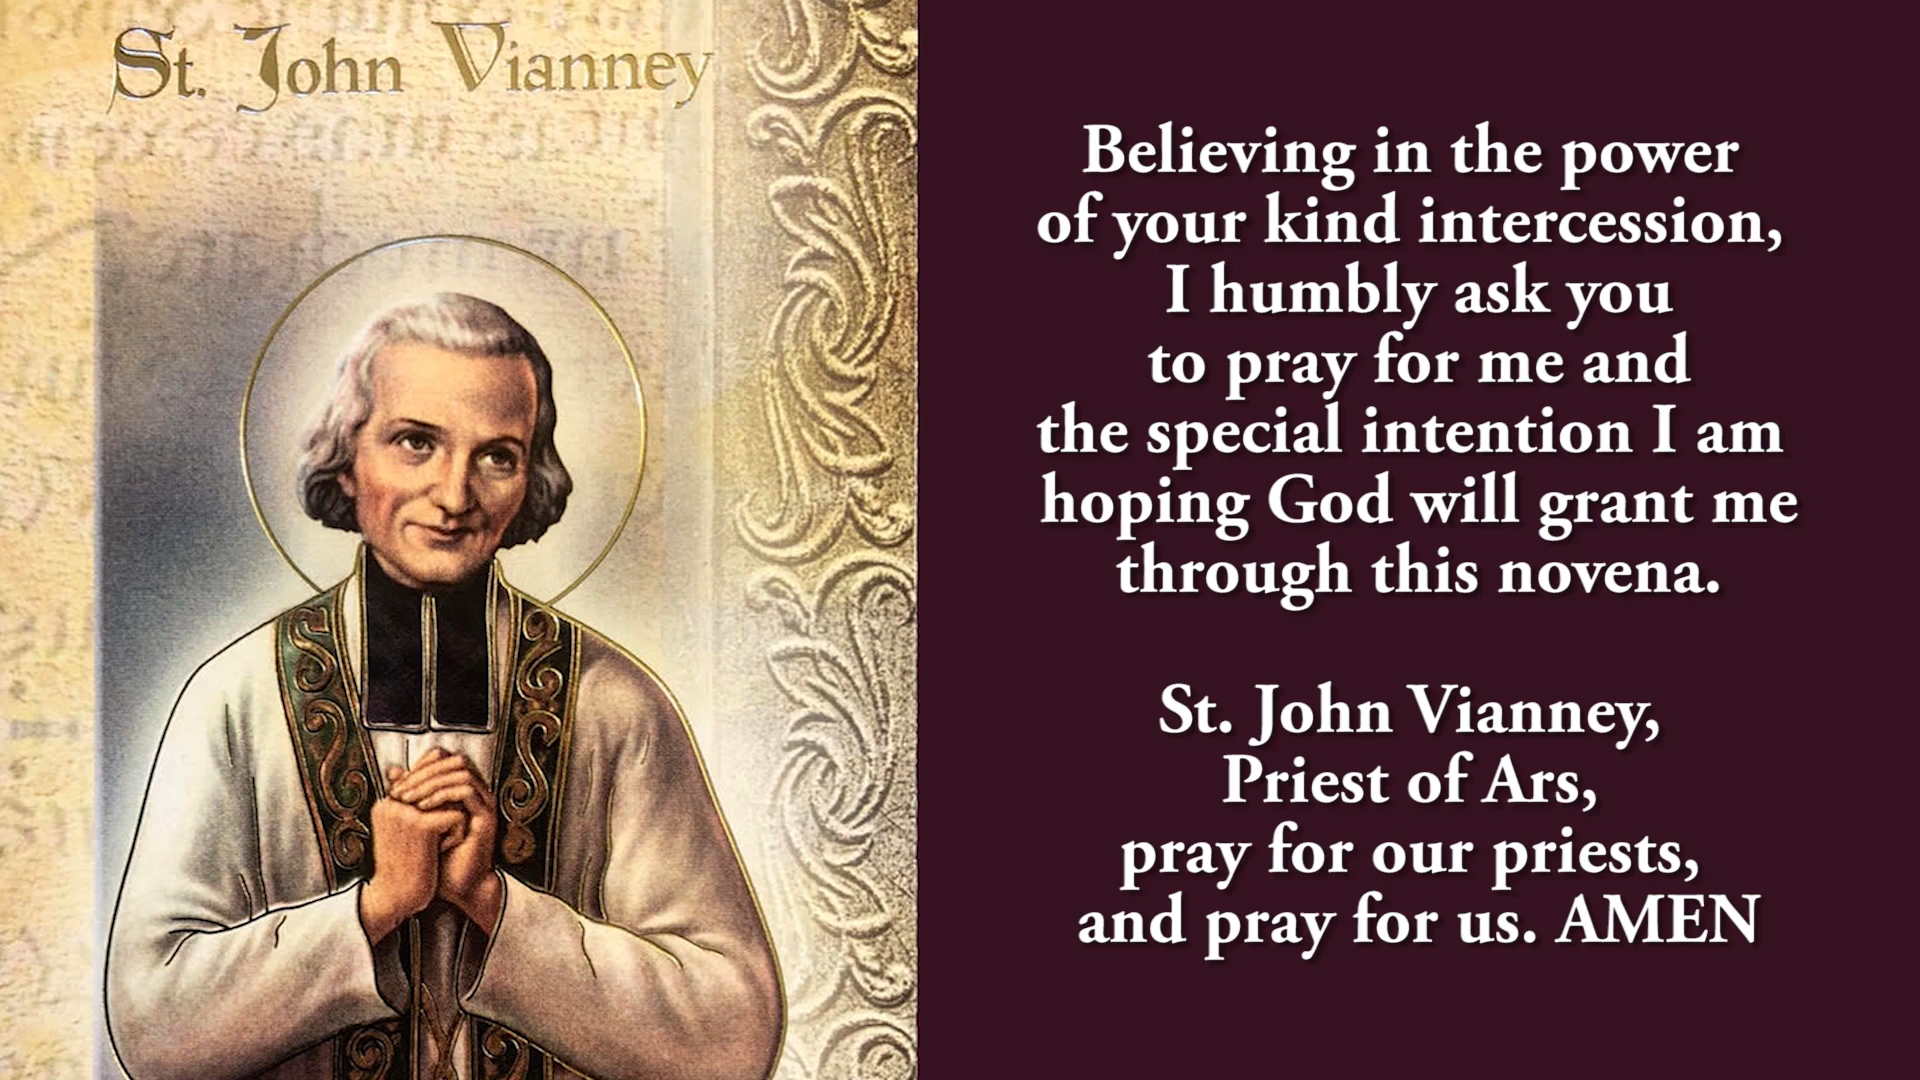 St. John Vianney
Believing in the power
of your kind intercession,
I humbly ask you
to pray for me and
the special intention I am
hoping God will grant me
through this novena.
St. John Vianney,
Priest of Ars,
pray for our priests,
and pray for us. AMEN